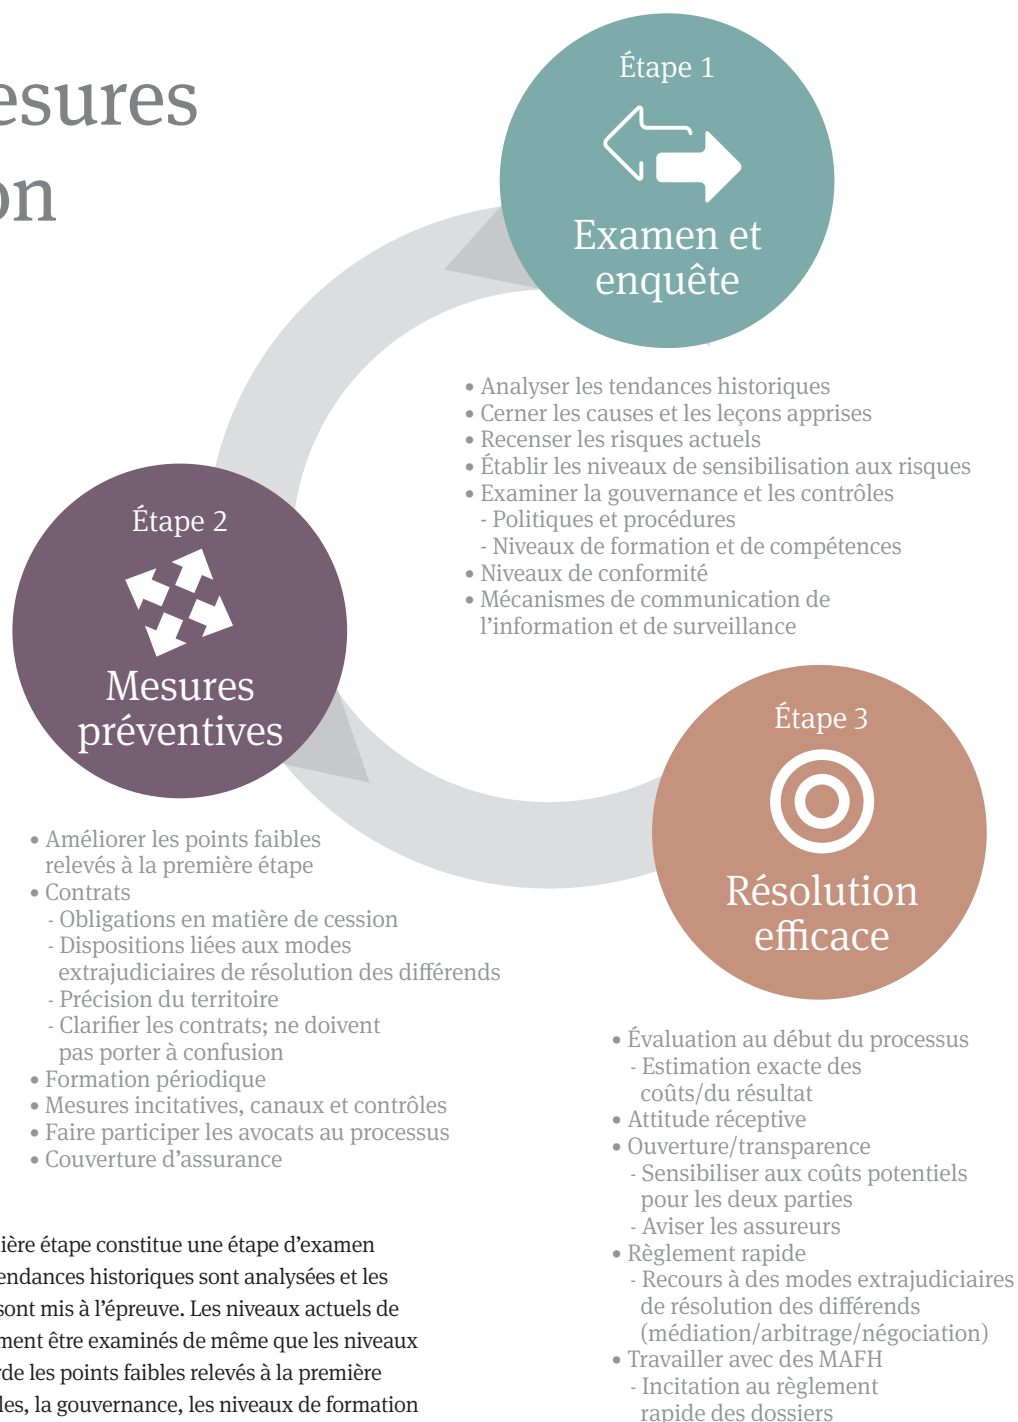 esures
on
Étape 1
Examen et
enquête
• Analyser les tendances historiques
• Cerner les causes et les leçons apprises
• Recenser les risques actuels
• Établir les niveaux de sensibilisation aux risques
• Examiner la gouvernance et les contrôles
- Politiques et procédures
- Niveaux de formation et de compétences
• Niveaux de conformité
• Mécanismes de communication de
l’information et de surveillance
Étape 2
Mesures
préventives
• Améliorer les points faibles
relevés à la première étape
• Contrats
- Obligations en matière de cession
- Dispositions liées aux modes
extrajudiciaires de résolution des différends
- Précision du territoire
- Clarifier les contrats; ne doivent
pas porter à confusion
• Formation périodique
• Mesures incitatives, canaux et contrôles
• Faire participer les avocats au processus
• Couverture d’assurance
Étape 3
Résolution
efficace
• Évaluation au début du processus
- Estimation exacte des
coûts/du résultat
• Attitude réceptive
• Ouverture/transparence
- Sensibiliser aux coûts potentiels
pour les deux parties
- Aviser les assureurs
• Règlement rapide
- Recours à des modes extrajudiciaires
de résolution des différends
(médiation/arbitrage/négociation)
• Travailler avec des MAFH
- Incitation au règlement
rapide des dossiers
ière étape constitue une étape d’examen
endances historiques sont analysées et les
sont mis à l’épreuve. Les niveaux actuels de
ment être examinés de même que les niveaux
rde les points faibles relevés à la première
les, la gouvernance, les niveaux de formation